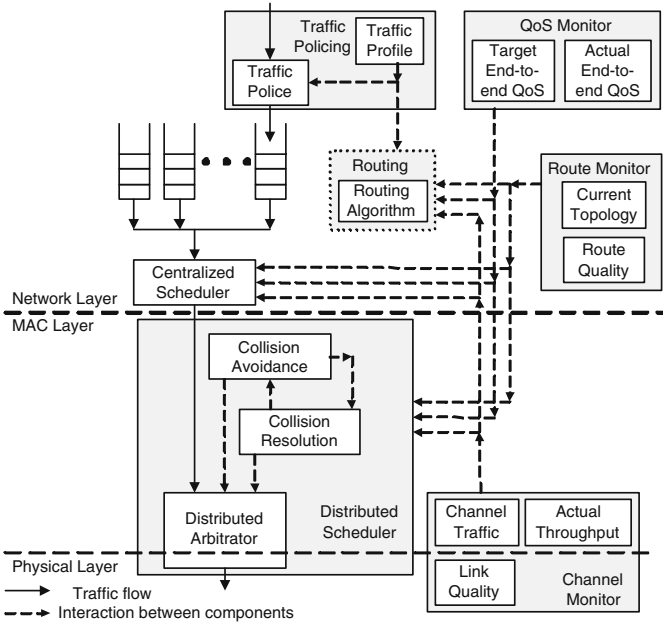 Traffic
Policing
Traffic
Profile
Traffic
Police
QoS Monitor
Target
End-to-
end QoS
Actual
End-to-
end QoS
Routing
Routing
Algorithm
Route Monitor
Current
Topology
Route
Quality
Centralized
Scheduler
Network Layer
MAC Layer
Collision
Avoidance
Collision
Resolution
Distributed
Arbitrator
Distributed
Scheduler
Channel
Traffic
Actual
Throughput
Physical Layer
Link
Quality
Channel
Monitor
Traffic flow
Interaction between components